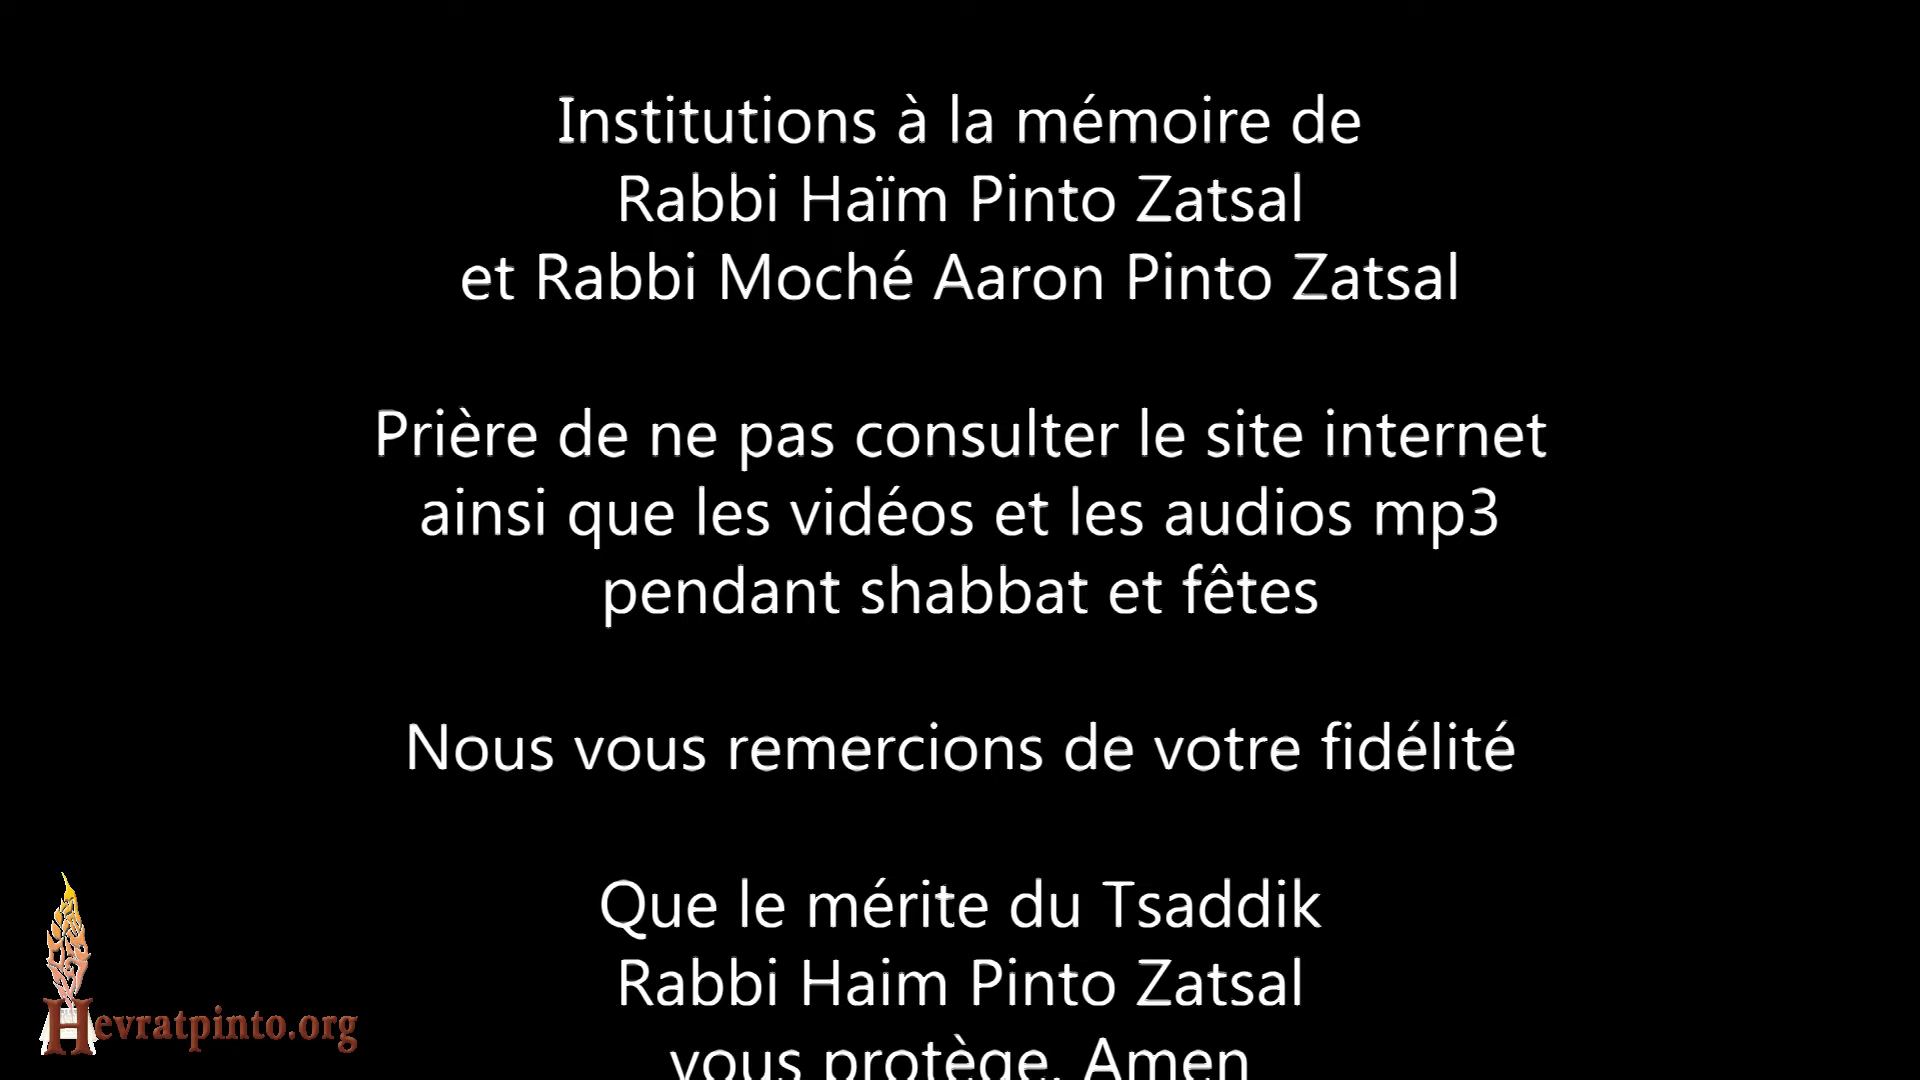 Institutions à la mémoire de
Rabbi Haïm Pinto Zatsal
et Rabbi Moché Aaron Pinto Zatsal
Prière de ne pas consulter le site internet
ainsi que les vidéos et les audios mp3
pendant shabbat et fêtes
Nous vous remercions de votre fidélité
Que le mérite du Tsaddik
Rabbi Haim Pinto Zatsal
vous protège. Amen
Hevratpinto.org